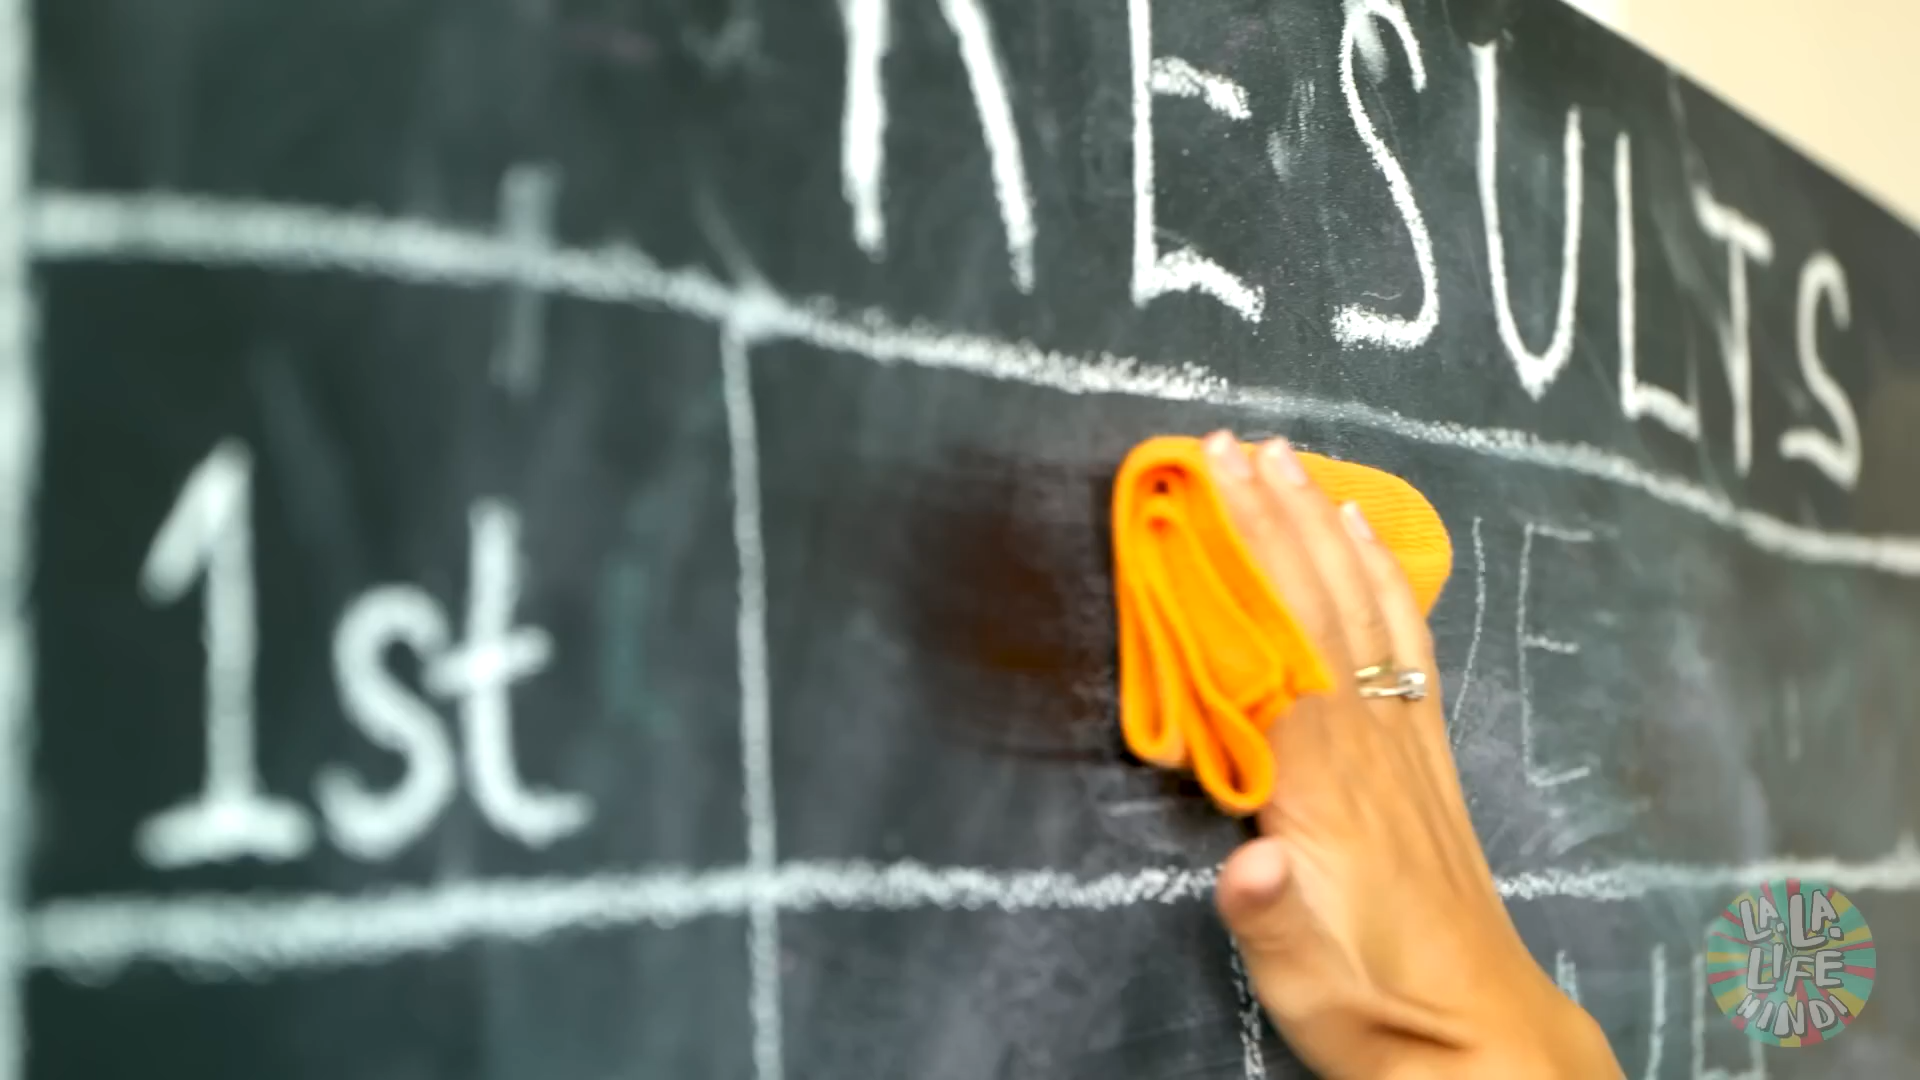 RESULTS
1st
E
LA LA
LIFE
HINDI